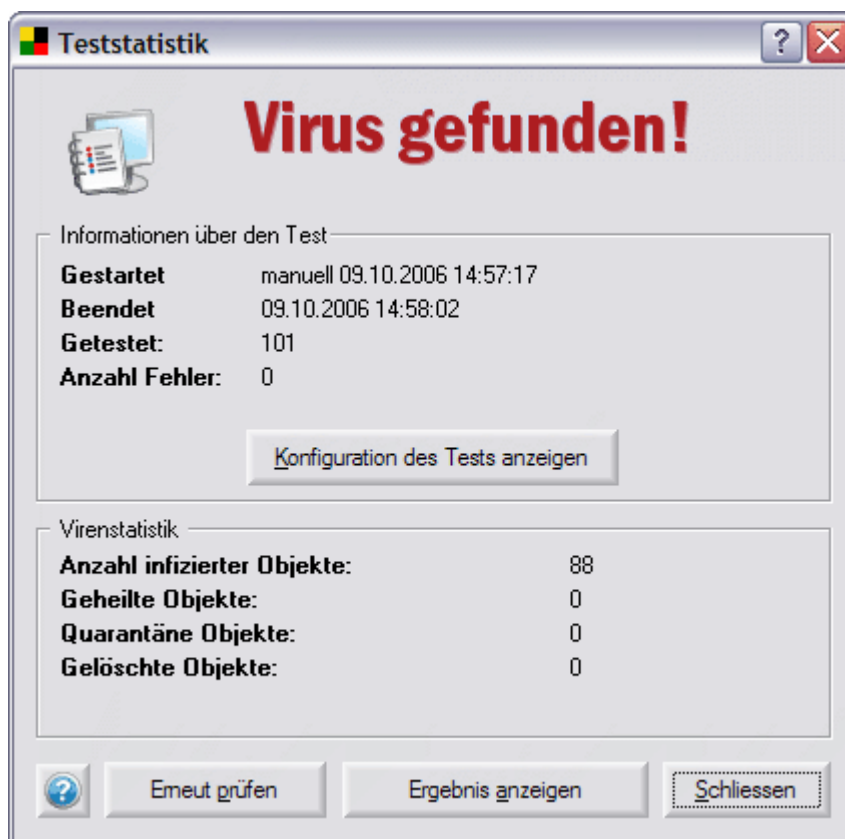 Teststatistik
Virus gefunden!
Informationen über den Test
Gestartet manuell 09.10.2006 14:57:17
Beendet 09.10.2006 14:58:02
Getestet: 101
Anzahl Fehler: 0
Konfiguration des Tests anzeigen
Virenstatistik
Anzahl infizierter Objekte: 88
Geheilte Objekte: 0
Quarantäne Objekte: 0
Gelöschte Objekte: 0
Erneut prüfen Ergebnis anzeigen Schliessen